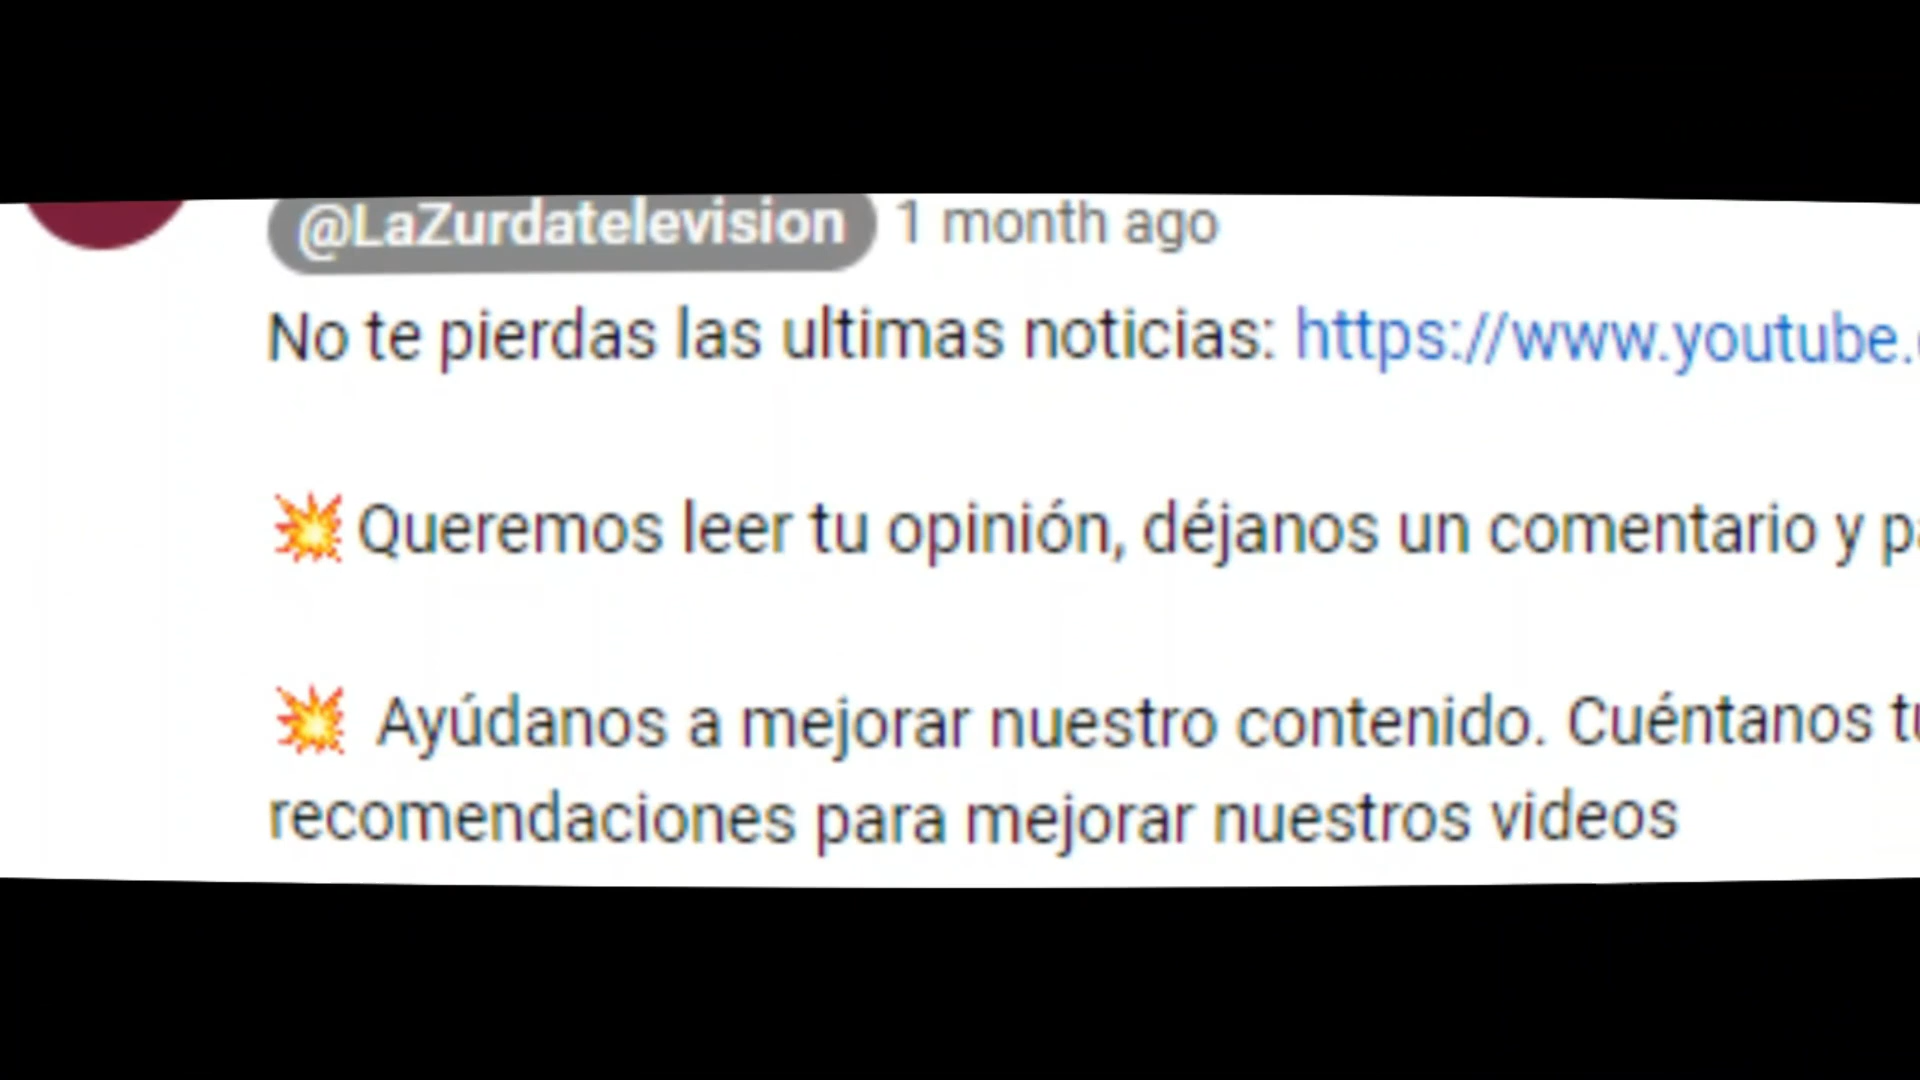 @LaZurdatelevision 1 month ago
No te pierdas las ultimas noticias: https://www.youtube.
💥Queremos leer tu opinión, déjanos un comentario y
💥 Ayúdanos a mejorar nuestro contenido. Cuéntanos
recomendaciones para mejorar nuestros videos